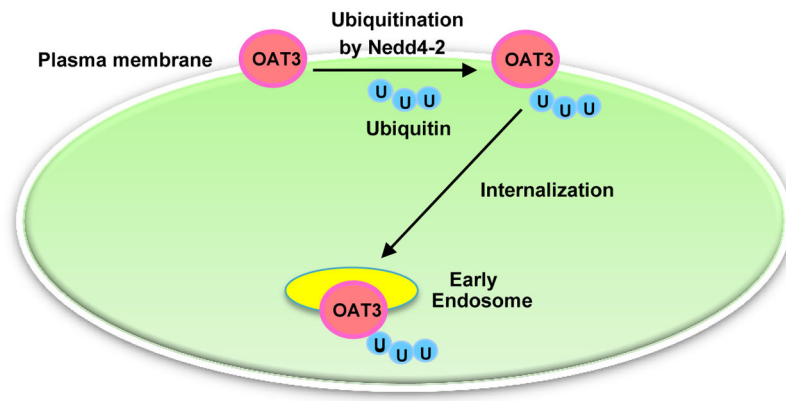 Ubiquitination
by Nedd4-2
Plasma membrane
OAT3
OAT3
U U U
U U U
Ubiquitin
Internalization
Early
Endosome
OAT3
U U U